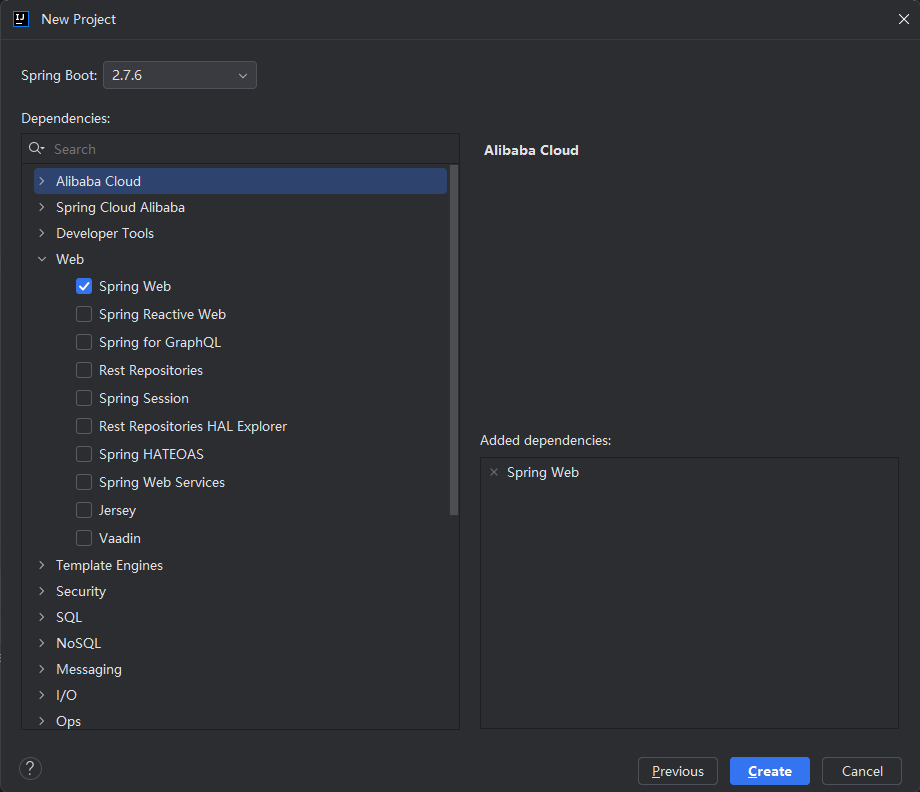 New Project
Spring Boot: 2.7.6
Dependencies:
Search
Alibaba Cloud
Spring Cloud Alibaba
Developer Tools
Web
Spring Web
Spring Reactive Web
Spring for GraphQL
Rest Repositories
Spring Session
Rest Repositories HAL Explorer
Spring HATEOAS
Spring Web Services
Jersey
Vaadin
Template Engines
Security
SQL
NoSQL
Messaging
I/O
Ops
Alibaba Cloud
Added dependencies:
Spring Web
?
Previous
Create
Cancel